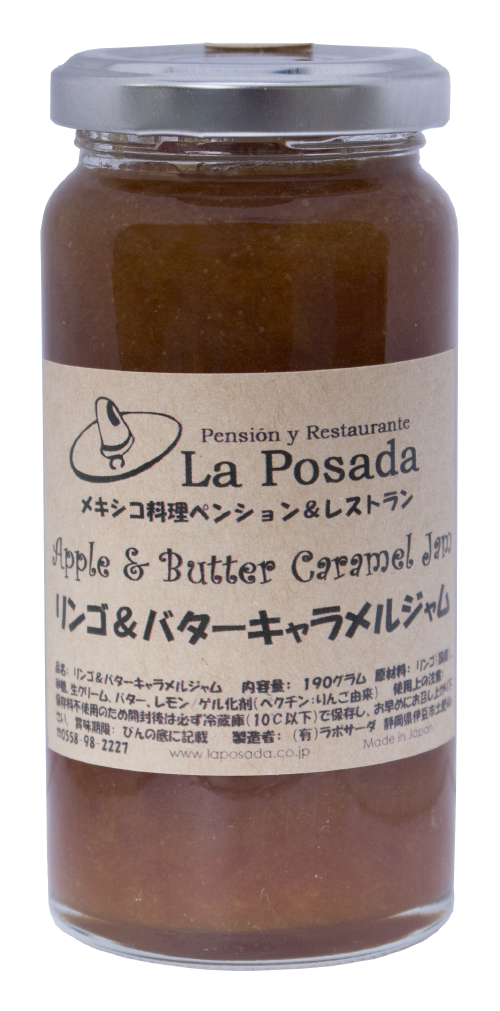 Pensión y Restaurante
La Posada
メキシコ料理ペンション&レストラン
Apple & Butter Caramel Jam
リンゴ&バターキャラメルジャム
品名: リンゴ&バターキャラメルジャム 内容量: 190グラム 原材料: リンゴ(国産)、
砂糖、生クリーム、バター、レモン/ゲル化剤(ペクチン:りんご由来) 使用上の注意:
保存料不使用のため開封後は必ず冷蔵庫(10℃以下)で保存し、お早めにお召し上がり下
さい。 賞味期限: びんの底に記載 製造者: (有)ラポサーダ 静岡県伊豆市土肥
☎0558-98-2227 www.laposada.co.jp Made in Japan